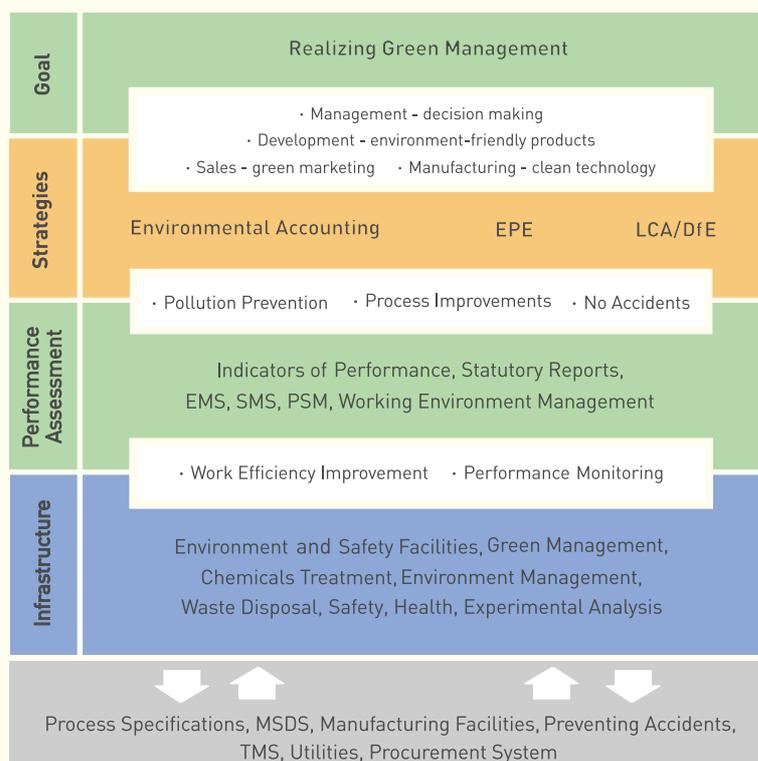 Goal
Realizing Green Management
· Management - decision making
· Development - environment-friendly products
· Sales - green marketing · Manufacturing - clean technology
Strategies
Environmental Accounting EPE LCA/DfE
· Pollution Prevention · Process Improvements · No Accidents
Performance
Assessment
Indicators of Performance, Statutory Reports,
EMS, SMS, PSM, Working Environment Management
· Work Efficiency Improvement · Performance Monitoring
Infrastructure
Environment and Safety Facilities, Green Management,
Chemicals Treatment, Environment Management,
Waste Disposal, Safety, Health, Experimental Analysis
Process Specifications, MSDS, Manufacturing Facilities, Preventing Accidents,
TMS, Utilities, Procurement System